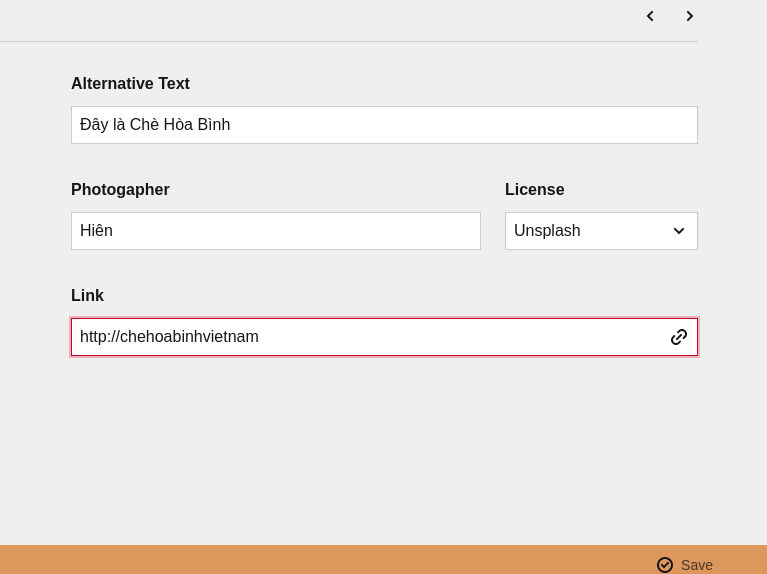 Alternative Text
Đây là Chè Hòa Bình
Photogapher
License
Hiên
Unsplash
Link
http://chehoabinhvietnam
Save